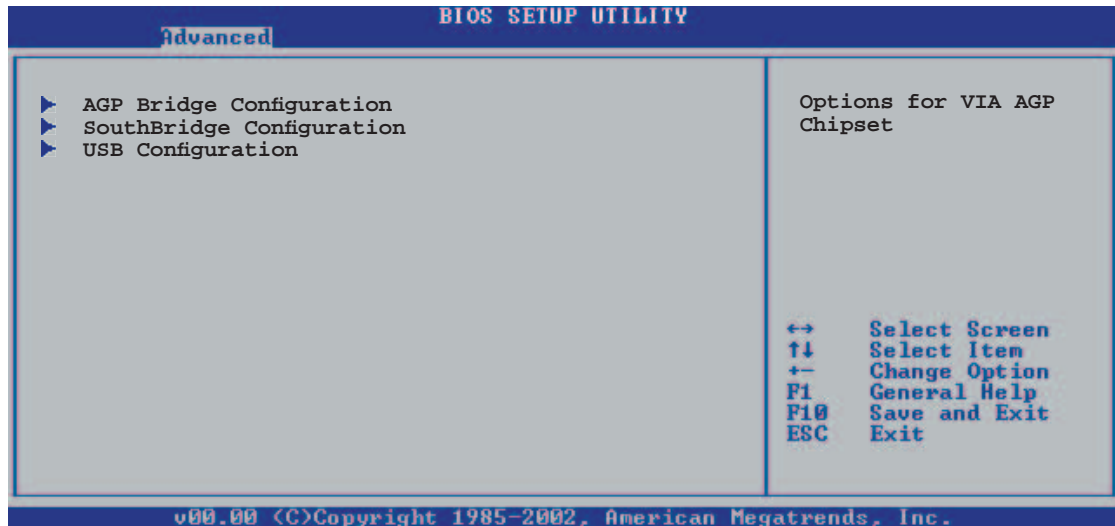 BIOS SETUP UTILITY
Advanced
AGP Bridge Configuration
SouthBridge Configuration
USB Configuration
Options for VIA AGP
Chipset
←→ Select Screen
↑↓ Select Item
+- Change Option
F1 General Help
F10 Save and Exit
ESC Exit
v00.00 (C)Copyright 1985-2002, American Megatrends, Inc.